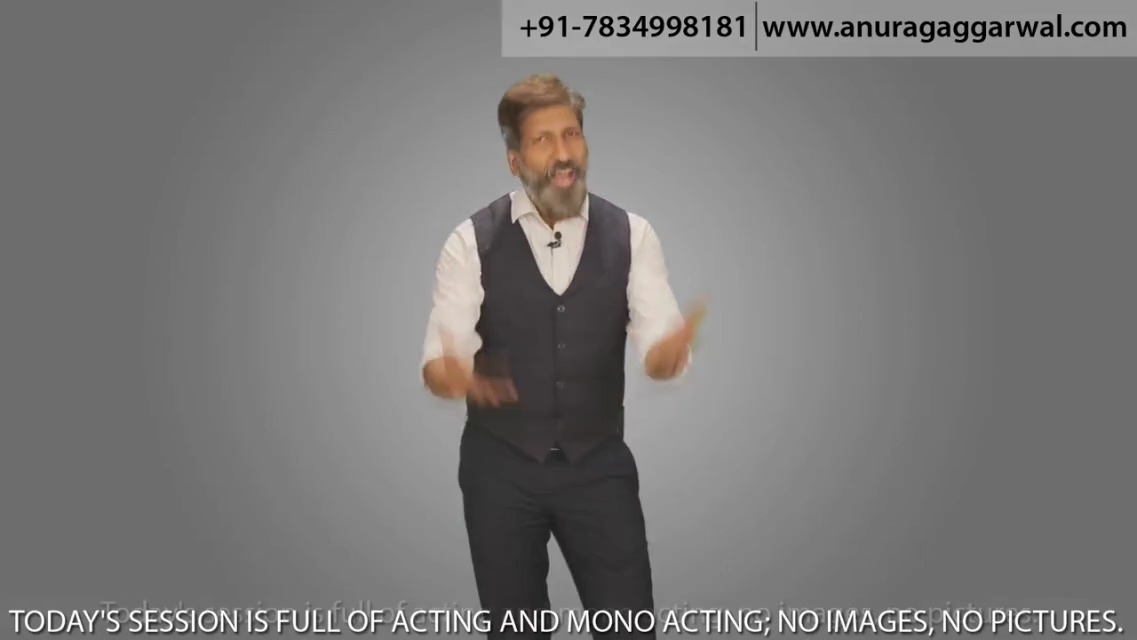 +91-7834998181 | www.anuragaggarwal.com
TODAY'S SESSION IS FULL OF ACTING AND MONO ACTING; NO IMAGES, NO PICTURES.